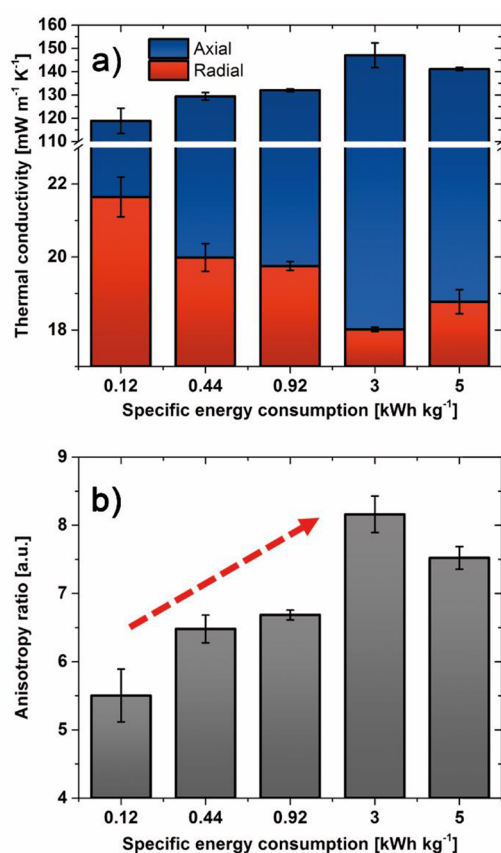 a)
Axial
Radial
Thermal conductivity [mW m⁻¹ K⁻¹]
160
150
140
130
120
110
22
20
18
0.12 0.44 0.92 3 5
Specific energy consumption [kWh kg⁻¹]
b)
Anisotropy ratio [a.u.]
9
8
7
6
5
4
0.12 0.44 0.92 3 5
Specific energy consumption [kWh kg⁻¹]